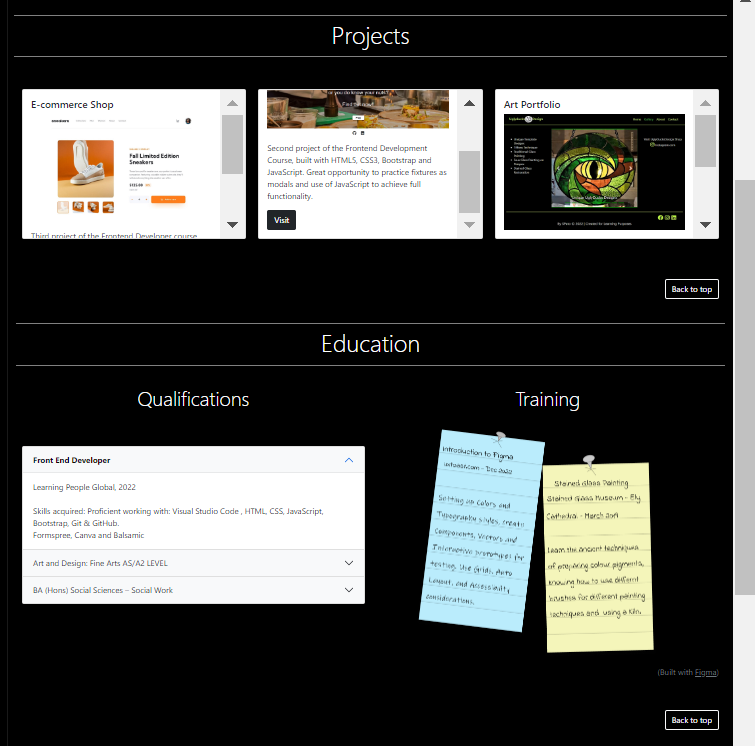 Projects
E-commerce Shop
sneakers
Fall Limited Edition
Sneakers
$125.00
Third project of the Frontend Developer course
or you do know your nuts?
Find me now!
Second project of the Frontend Development
Course, built with HTML5, CSS3, Bootstrap and
JavaScript. Great opportunity to practice fixtures as
modals and use of JavaScript to achieve full
functionality.
Visit
Art Portfolio
Back to top
Education
Qualifications
Front End Developer
Learning People Global, 2022
Skills acquired: Proficient working with: Visual Studio Code , HTML, CSS, JavaScript,
Bootstrap, Git & GitHub.
Formspree, Canva and Balsamic
Art and Design: Fine Arts AS/A2 LEVEL
BA (Hons) Social Sciences – Social Work
Training
Introduction to Figma
- Dec 2022
Setting up Colors and
Typography styles, create
Components, Vectors and
Interactive prototypes for
testing. Use Grids, Auto
Layout, and Accessibility
considerations.
Stained Glass Painting
Stained Glass Museum - Ely
Cathedral - March 2019
Learn the ancient techniques
of preparing colour pigments,
knowing how to use different
brushes for different painting
techniques and using a kiln.
(Built with Figma)
Back to top